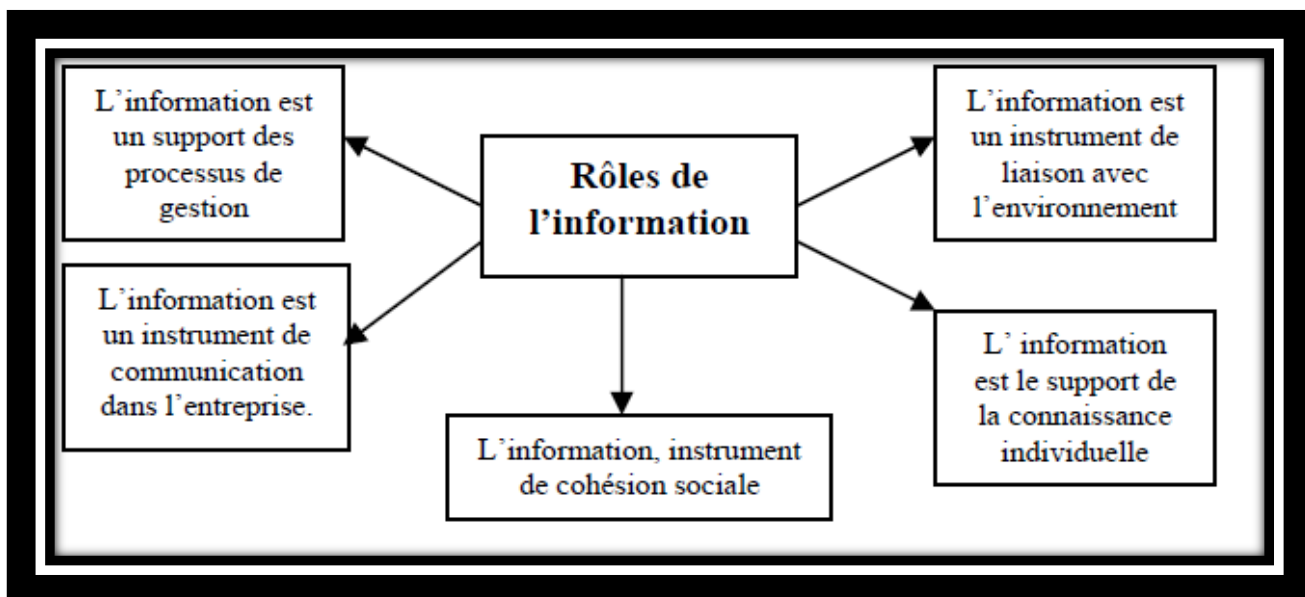 L’information est
un support des
processus de
gestion
Rôles de
l’information
L’information est
un instrument de
liaison avec
l’environnement
L’information est
un instrument de
communication
dans l’entreprise.
L’information, instrument
de cohésion sociale
L’ information
est le support de
la connaissance
individuelle